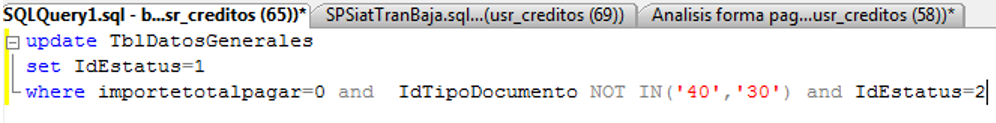 SQLQuery1.sql - b...sr_creditos (65))* SPSiatTranBaja.sql...(usr_creditos (69)) Analisis forma pag...usr_creditos (58))*
update TblDatosGenerales
set IdEstatus=1
where importetotalpagar=0 and  IdTipoDocumento NOT IN('40','30') and IdEstatus=2